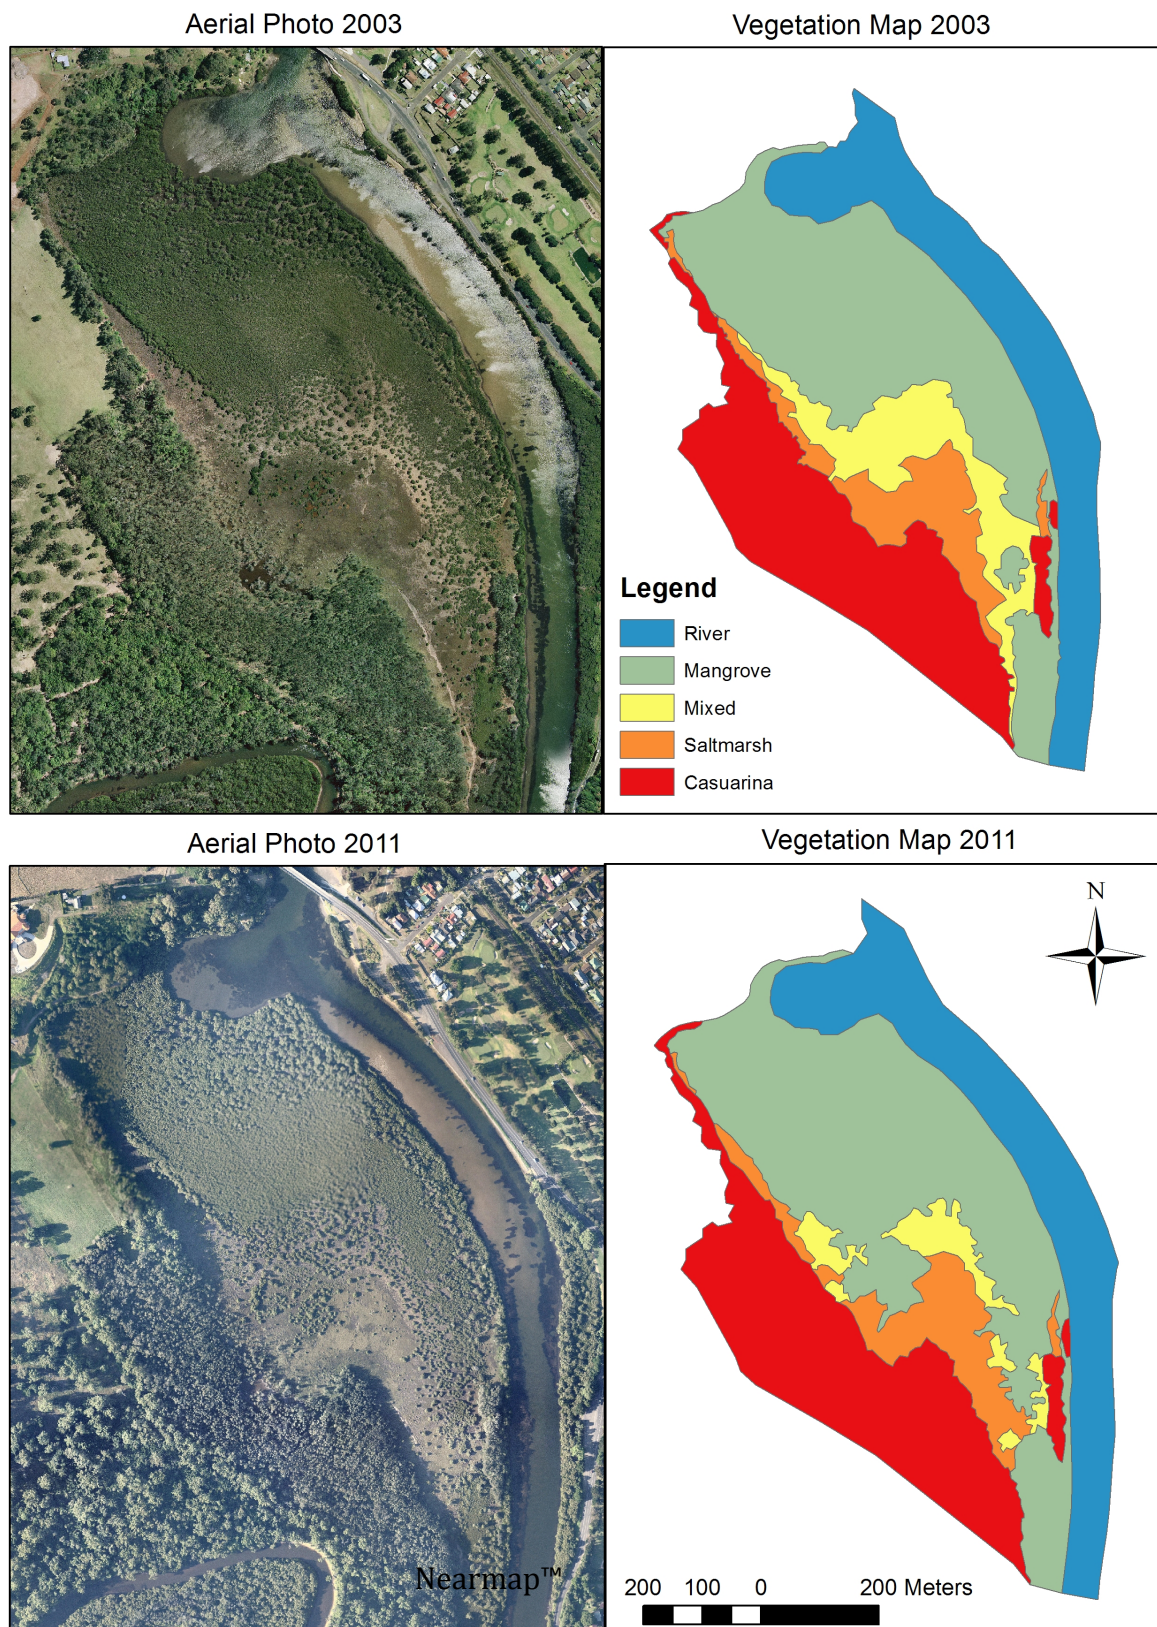 Aerial Photo 2003
Vegetation Map 2003
Legend
River
Mangrove
Mixed
Saltmarsh
Casuarina
Aerial Photo 2011
Vegetation Map 2011
N
Nearmap™
200 100 0 200 Meters